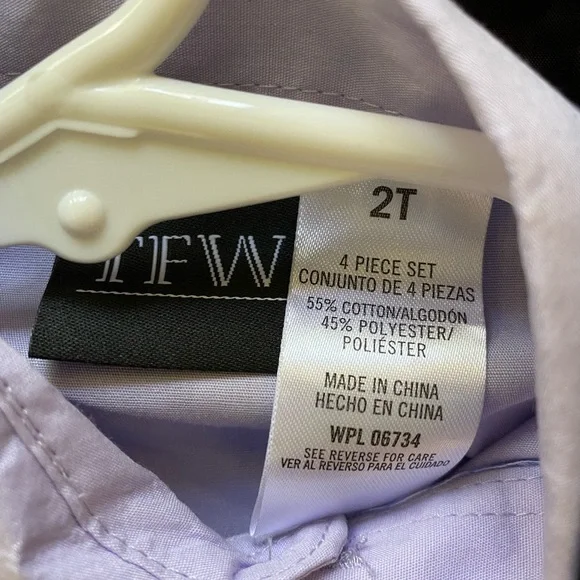 2T
4 PIECE SET
CONJUNTO DE 4 PIEZAS
55% COTTON/ALGODÓN
45% POLYESTER/
POLIÉSTER
MADE IN CHINA
HECHO EN CHINA
WPL 06734
SEE REVERSE FOR CARE
VER AL REVERSO PARA EL CUIDADO